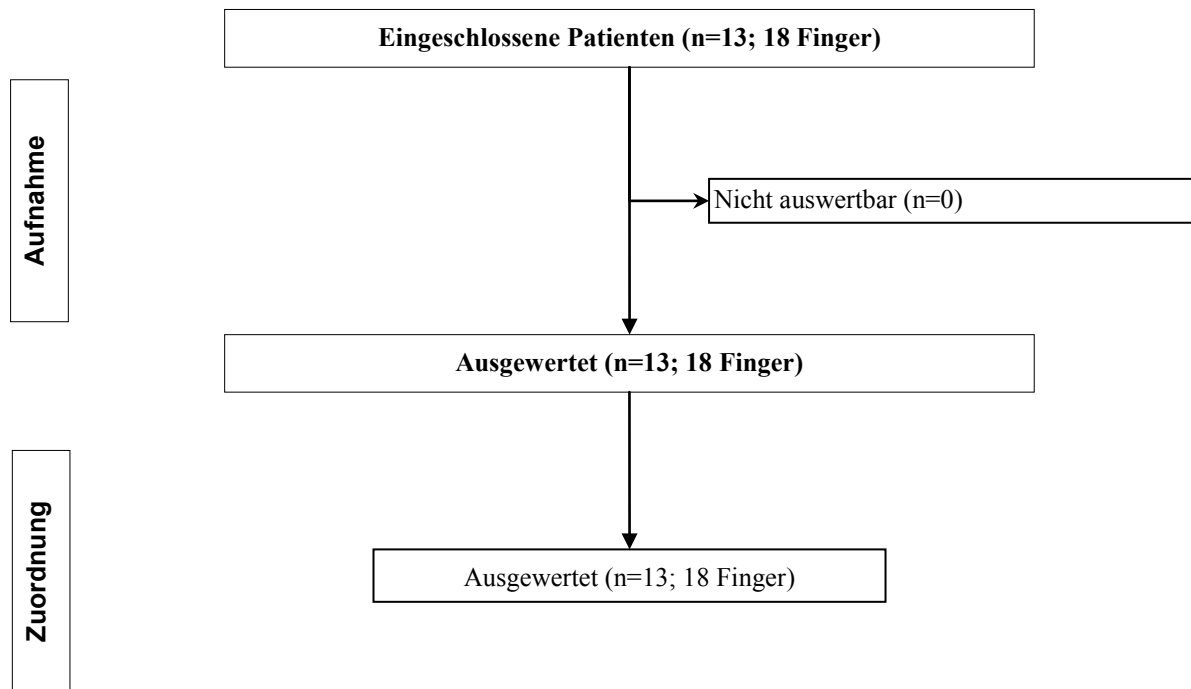 Eingeschlossene Patienten (n=13; 18 Finger)
Aufnahme
Nicht auswertbar (n=0)
Ausgewertet (n=13; 18 Finger)
Zuordnung
Ausgewertet (n=13; 18 Finger)